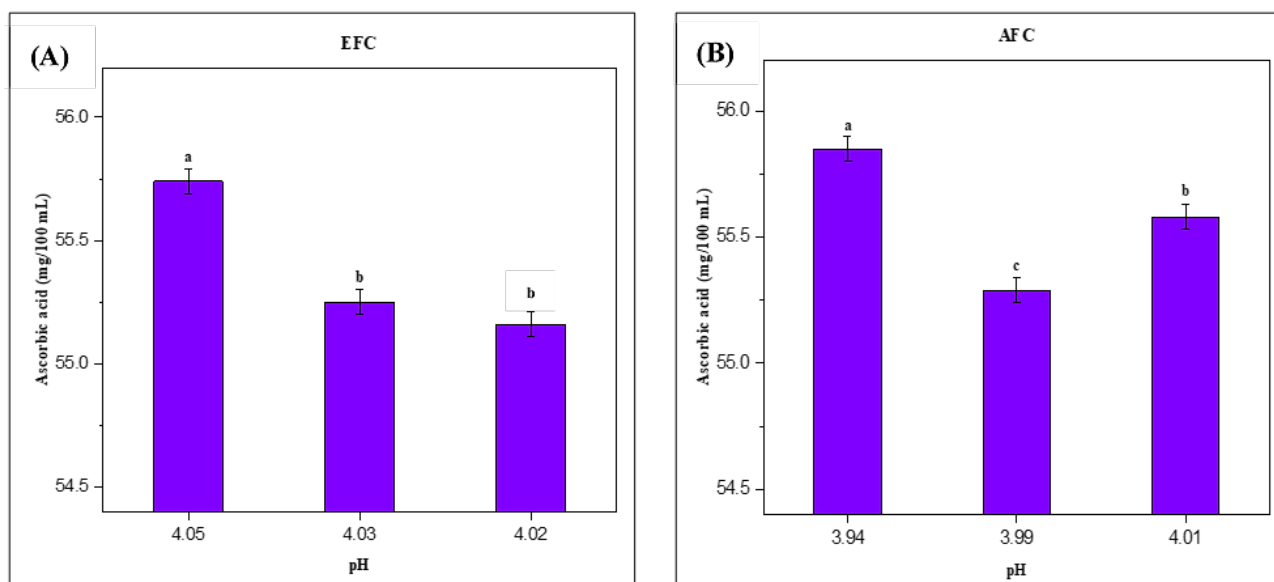 (A)
EFC
Ascorbic acid (mg/100 mL)
56.0
55.5
55.0
54.5
a
b
b
4.05 4.03 4.02
pH
(B)
AFC
Ascorbic acid (mg/100 mL)
56.0
55.5
55.0
54.5
a
c
b
3.94 3.99 4.01
pH